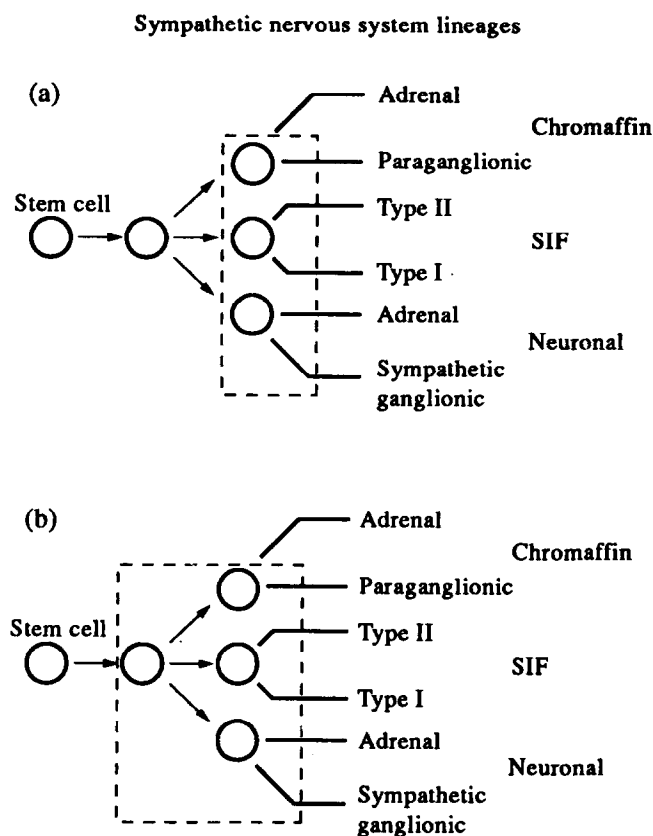 Sympathetic nervous system lineages
(a)
Adrenal
Chromaffin
Paraganglionic
Stem cell
Type II
SIF
Type I
Adrenal
Neuronal
Sympathetic
ganglionic
(b)
Adrenal
Chromaffin
Paraganglionic
Stem cell
Type II
SIF
Type I
Adrenal
Neuronal
Sympathetic
ganglionic